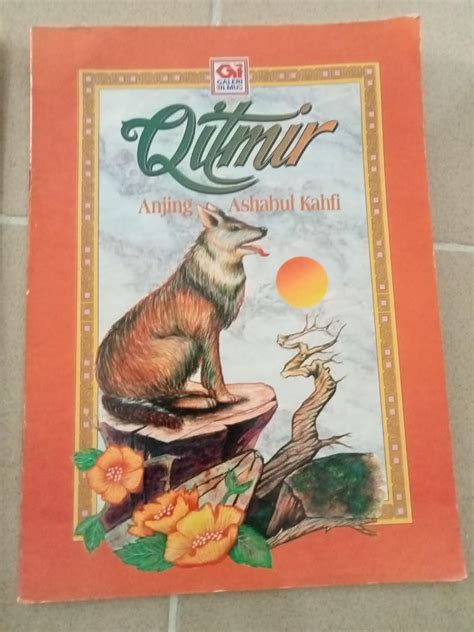 Gi
GALERI
ILMU
Qitmir
Anjing Ashabul Kahfi